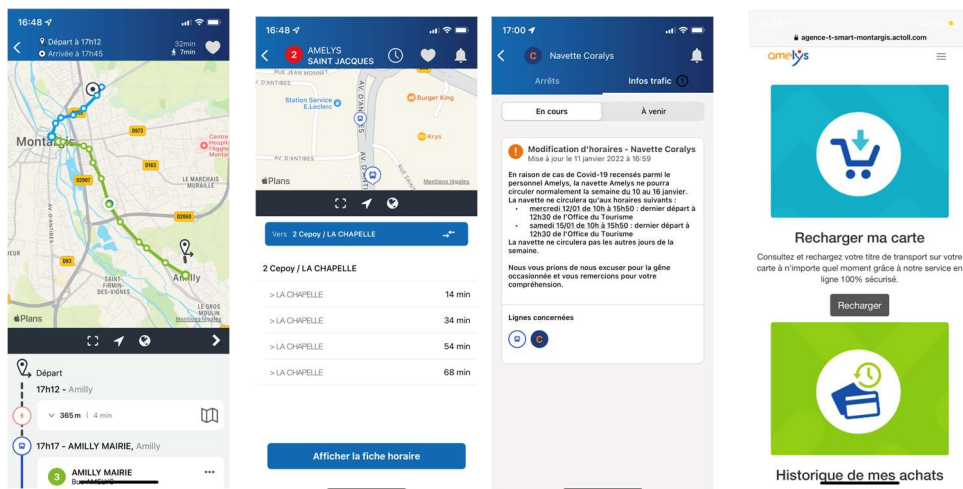 16:48
Départ à 17h12
Arrivée à 17h45
32min
7min
D973
Centre
Hospit
l'Agglo
Montar
Montargis
D943
LE MARCHAIS
MURAILLE
D2007
AV. D'ANTIBES
D2060
D93
SAINT-
FIRMIN-
DES-VIGNES
Amilly
LE GROS
MOULIN
Plans
Mentions légales
Départ
17h12 - Amilly
365 m | 4 min
17h17 - AMILLY MAIRIE, Amilly
3
AMILLY MAIRIE
Bus AMELYS
16:48
2
AMELYS
SAINT JACQUES
RUE JEAN MONNET
D'ANTIBES
Station Service
E.Leclerc
AV. D'ANTIBES
Burger King
Krys
AV. D'ANTIBES
Plans
Mentions légales
Vers 2 Cepoy / LA CHAPELLE
2 Cepoy / LA CHAPELLE
> LA CHAPELLE 14 min
> LA CHAPELLE 34 min
> LA CHAPELLE 54 min
> LA CHAPELLE 68 min
Afficher la fiche horaire
17:00
C Navette Coralys
Arrêts Infos trafic 1
En cours À venir
Modification d'horaires - Navette Coralys
Mise à jour le 11 janvier 2022 à 16:59
En raison de cas de Covid-19 recensés parmi le
personnel Amelys, la navette Amelys ne pourra
circuler normalement la semaine du 10 au 16 janvier.
La navette ne circulera qu'aux horaires suivants :
• mercredi 12/01 de 10h à 15h50 : dernier départ à
12h30 de l'Office du Tourisme
• samedi 15/01 de 10h à 15h50 : dernier départ à
12h30 de l'Office du Tourisme
La navette ne circulera pas les autres jours de la
semaine.
Nous vous prions de nous excuser pour la gêne
occasionnée et vous remercions pour votre
compréhension.
Lignes concernées
C
agence-t-smart-montargis.actoll.com
amelys
Recharger ma carte
Consultez et rechargez votre titre de transport sur votre
carte à n'importe quel moment grâce à notre service en
ligne 100% sécurisé.
Recharger
Historique de mes achats